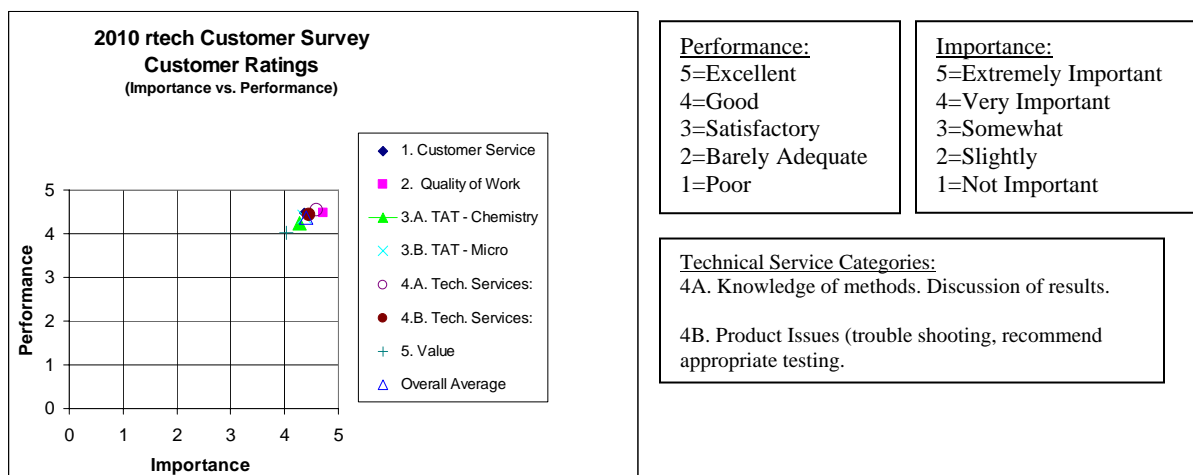 2010 rtech Customer Survey
Customer Ratings
(Importance vs. Performance)
1. Customer Service
2.  Quality of Work
3.A. TAT - Chemistry
3.B. TAT - Micro
4.A. Tech. Services:
4.B. Tech. Services:
5. Value
Overall Average
5
4
3
2
1
0
Performance
0 1 2 3 4 5
Importance
Performance:
5=Excellent
4=Good
3=Satisfactory
2=Barely Adequate
1=Poor
Importance:
5=Extremely Important
4=Very Important
3=Somewhat
2=Slightly
1=Not Important
Technical Service Categories:
4A. Knowledge of methods. Discussion of results.
4B. Product Issues (trouble shooting, recommend
appropriate testing.